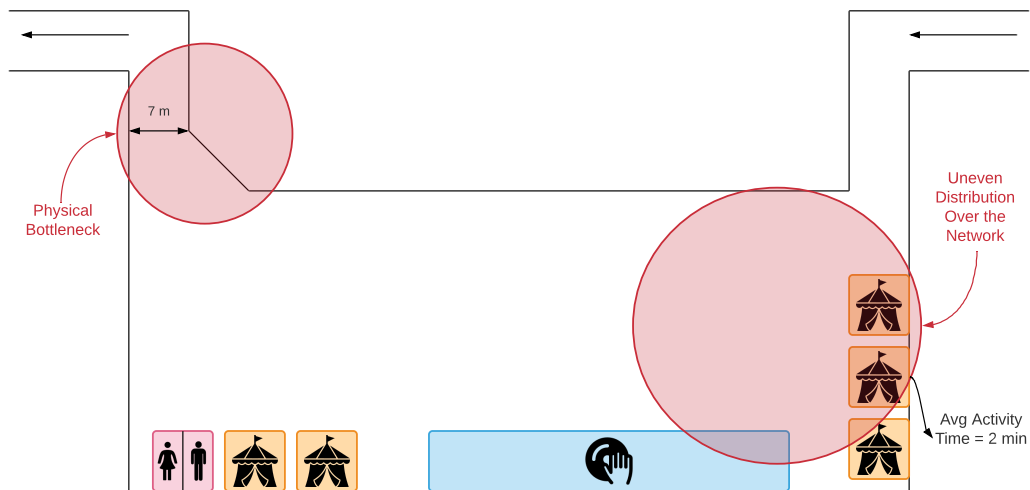 7 m
Physical
Bottleneck
Uneven
Distribution
Over the
Network
Avg Activity
Time = 2 min